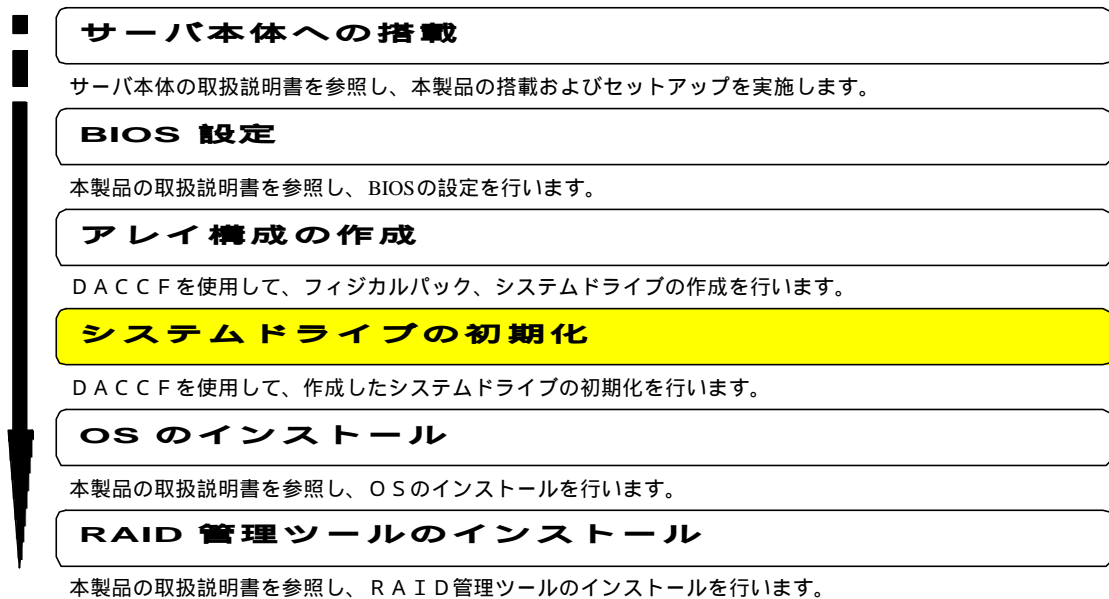 サーバ本体への搭載
サーバ本体の取扱説明書を参照し、本製品の搭載およびセットアップを実施します。
BIOS 設定
本製品の取扱説明書を参照し、BIOSの設定を行います。
アレイ構成の作成
ＤＡＣＣＦを使用して、フィジカルパック、システムドライブの作成を行います。
システムドライブの初期化
ＤＡＣＣＦを使用して、作成したシステムドライブの初期化を行います。
OS のインストール
本製品の取扱説明書を参照し、ＯＳのインストールを行います。
RAID 管理ツールのインストール
本製品の取扱説明書を参照し、ＲＡＩＤ管理ツールのインストールを行います。